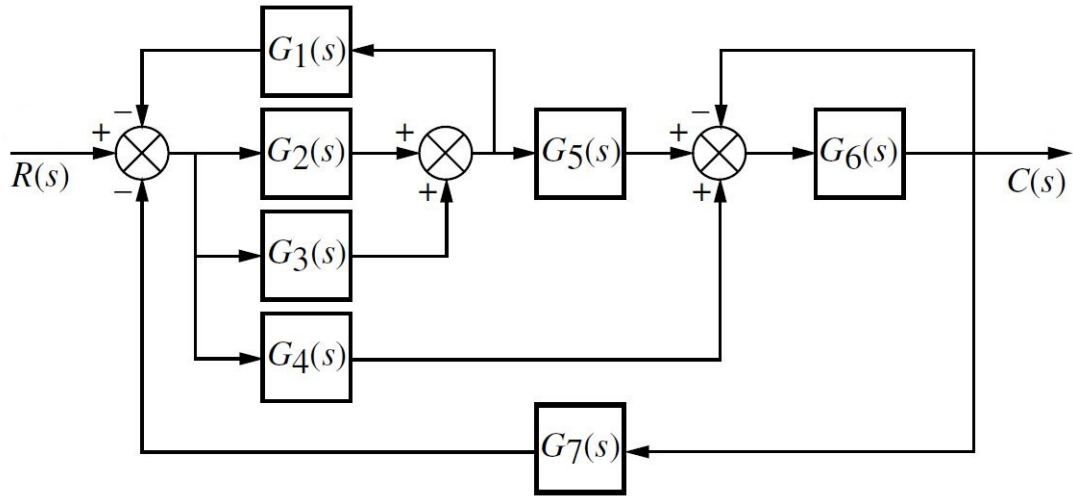 G1(s)
−
+
R(s)
−
G2(s)
+
+
G5(s)
−
+
+
G6(s)
C(s)
G3(s)
G4(s)
G7(s)